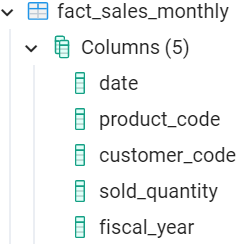 fact_sales_monthly
Columns (5)
date
product_code
customer_code
sold_quantity
fiscal_year